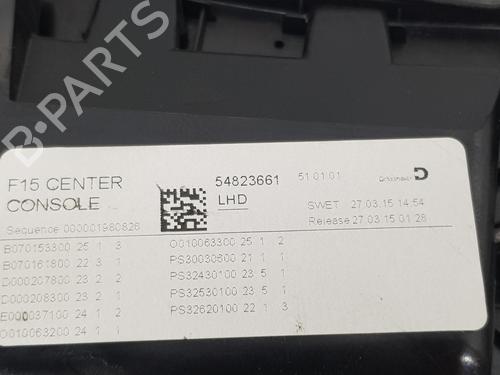 B-PARTS
F15 CENTER CONSOLE
54823661 51 01 01
LHD
SWET 27.03.15 14:54
Sequence 000001980826
Release 27.03.15 01:28
B070153300 25 1 3
B070161800 22 3 1
D000207800 23 2 2
D000208300 23 2 1
E000037100 24 1 2
O010063200 24 1 1
O010063300 25 1 2
PS30030600 21 1 1
PS32430100 23 5 1
PS32530100 23 5 1
PS32620100 22 1 3